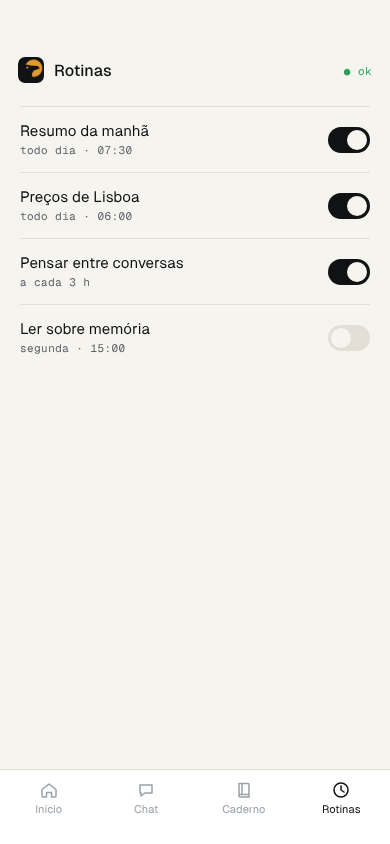 Rotinas
ok
Resumo da manhã
todo dia · 07:30
Preços de Lisboa
todo dia · 06:00
Pensar entre conversas
a cada 3 h
Ler sobre memória
segunda · 15:00
Início
Chat
Caderno
Rotinas